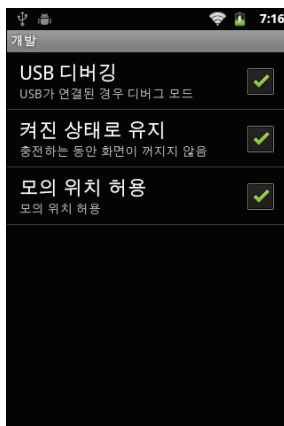 7:16
개발
USB 디버깅
USB가 연결된 경우 디버그 모드
켜진 상태로 유지
충전하는 동안 화면이 꺼지지 않음
모의 위치 허용
모의 위치 허용